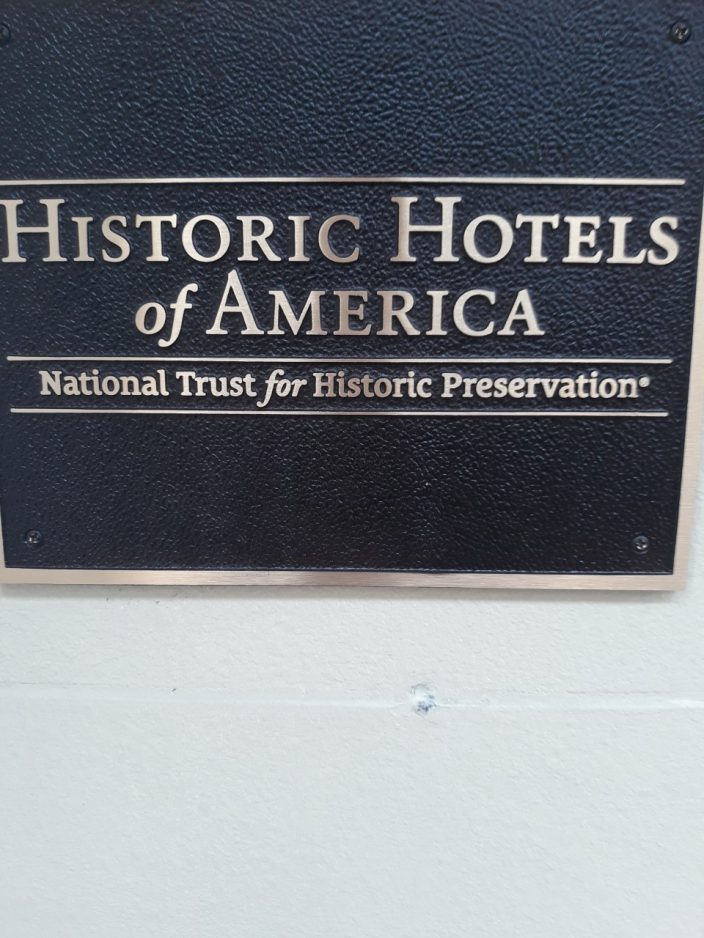 Historic Hotels
of America
National Trust for Historic Preservation®